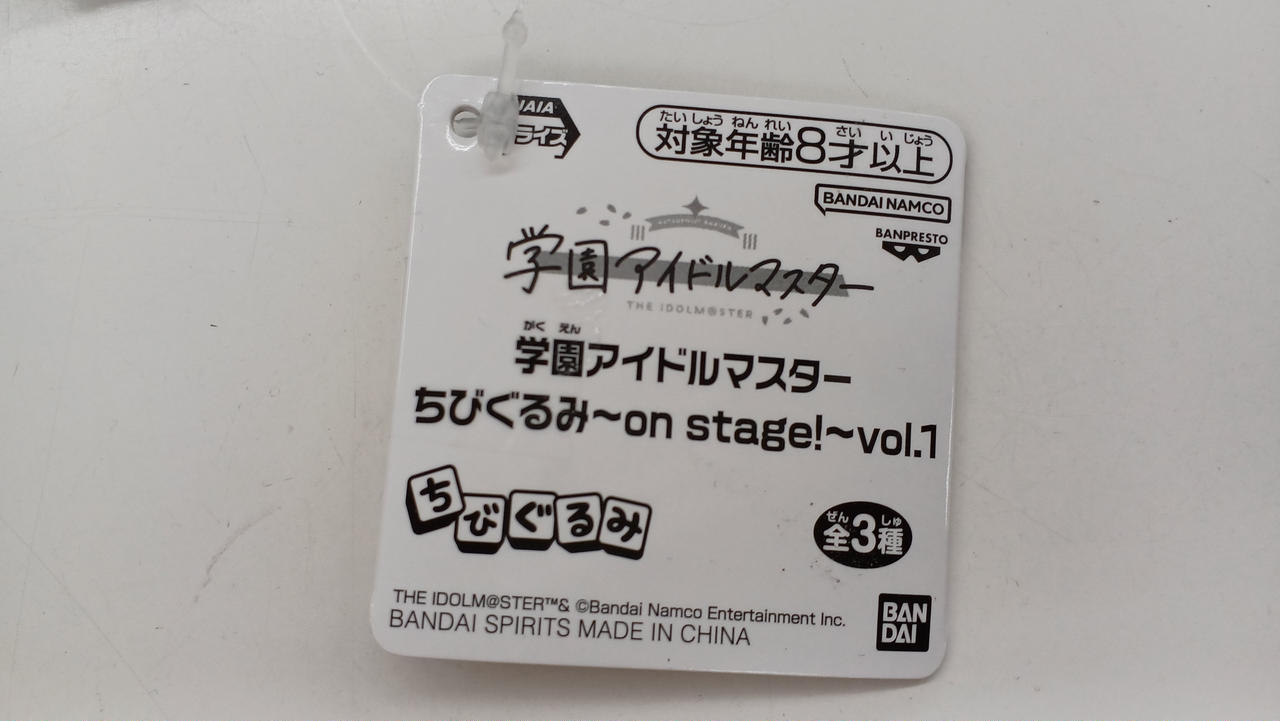 JAIA
ライズ
たいしょうねんれい さいいじょう
対象年齢8才以上
BANDAI NAMCO
BANPRESTO
学園アイドルマスター
THE IDOLM@STER
がくえん
学園アイドルマスター
ちびぐるみ～on stage!～vol.1
ちびぐるみ
ぜん しゅ
全3種
THE IDOLM@STER™& ©Bandai Namco Entertainment Inc.
BANDAI SPIRITS MADE IN CHINA
BAN
DAI